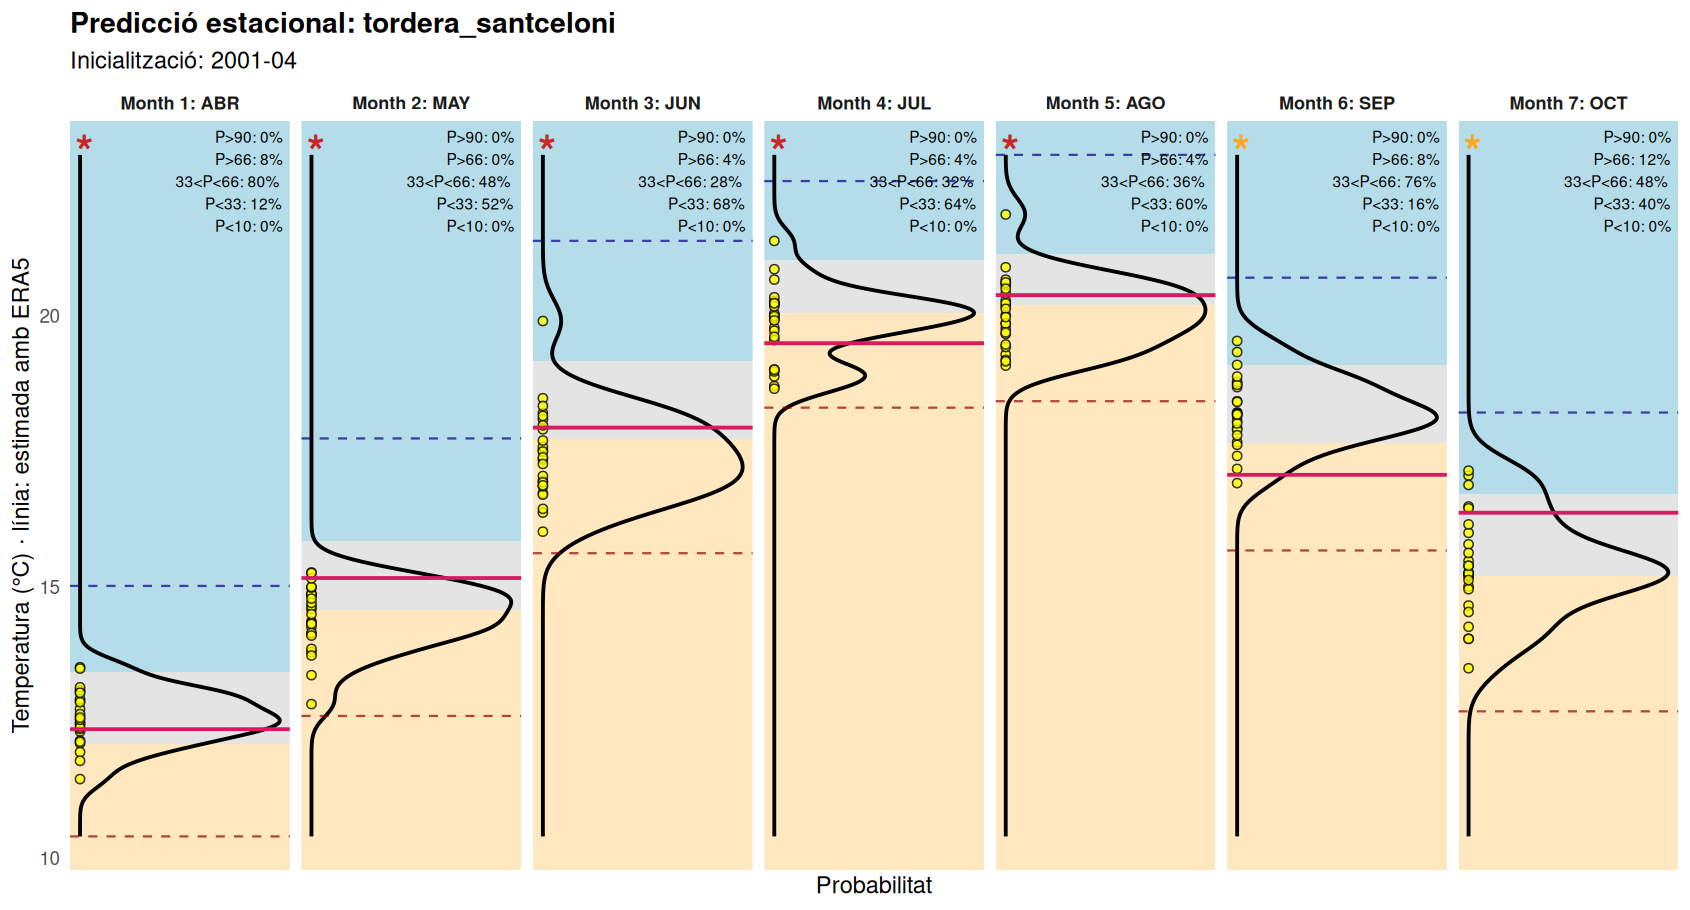 Predicció estacional: tordera_santceloni
Inicialització: 2001-04
Month 1: ABR
Month 2: MAY
Month 3: JUN
Month 4: JUL
Month 5: AGO
Month 6: SEP
Month 7: OCT
*
P>90: 0%
P>66: 8%
33<P<66: 80%
P<33: 12%
P<10: 0%
*
P>90: 0%
P>66: 0%
33<P<66: 48%
P<33: 52%
P<10: 0%
*
P>90: 0%
P>66: 4%
33<P<66: 28%
P<33: 68%
P<10: 0%
*
P>90: 0%
P>66: 4%
33<P<66: 32%
P<33: 64%
P<10: 0%
*
P>90: 0%
P>66: 4%
33<P<66: 36%
P<33: 60%
P<10: 0%
*
P>90: 0%
P>66: 8%
33<P<66: 76%
P<33: 16%
P<10: 0%
*
P>90: 0%
P>66: 12%
33<P<66: 48%
P<33: 40%
P<10: 0%
Temperatura (°C) · línia: estimada amb ERA5
20
15
10
Probabilitat